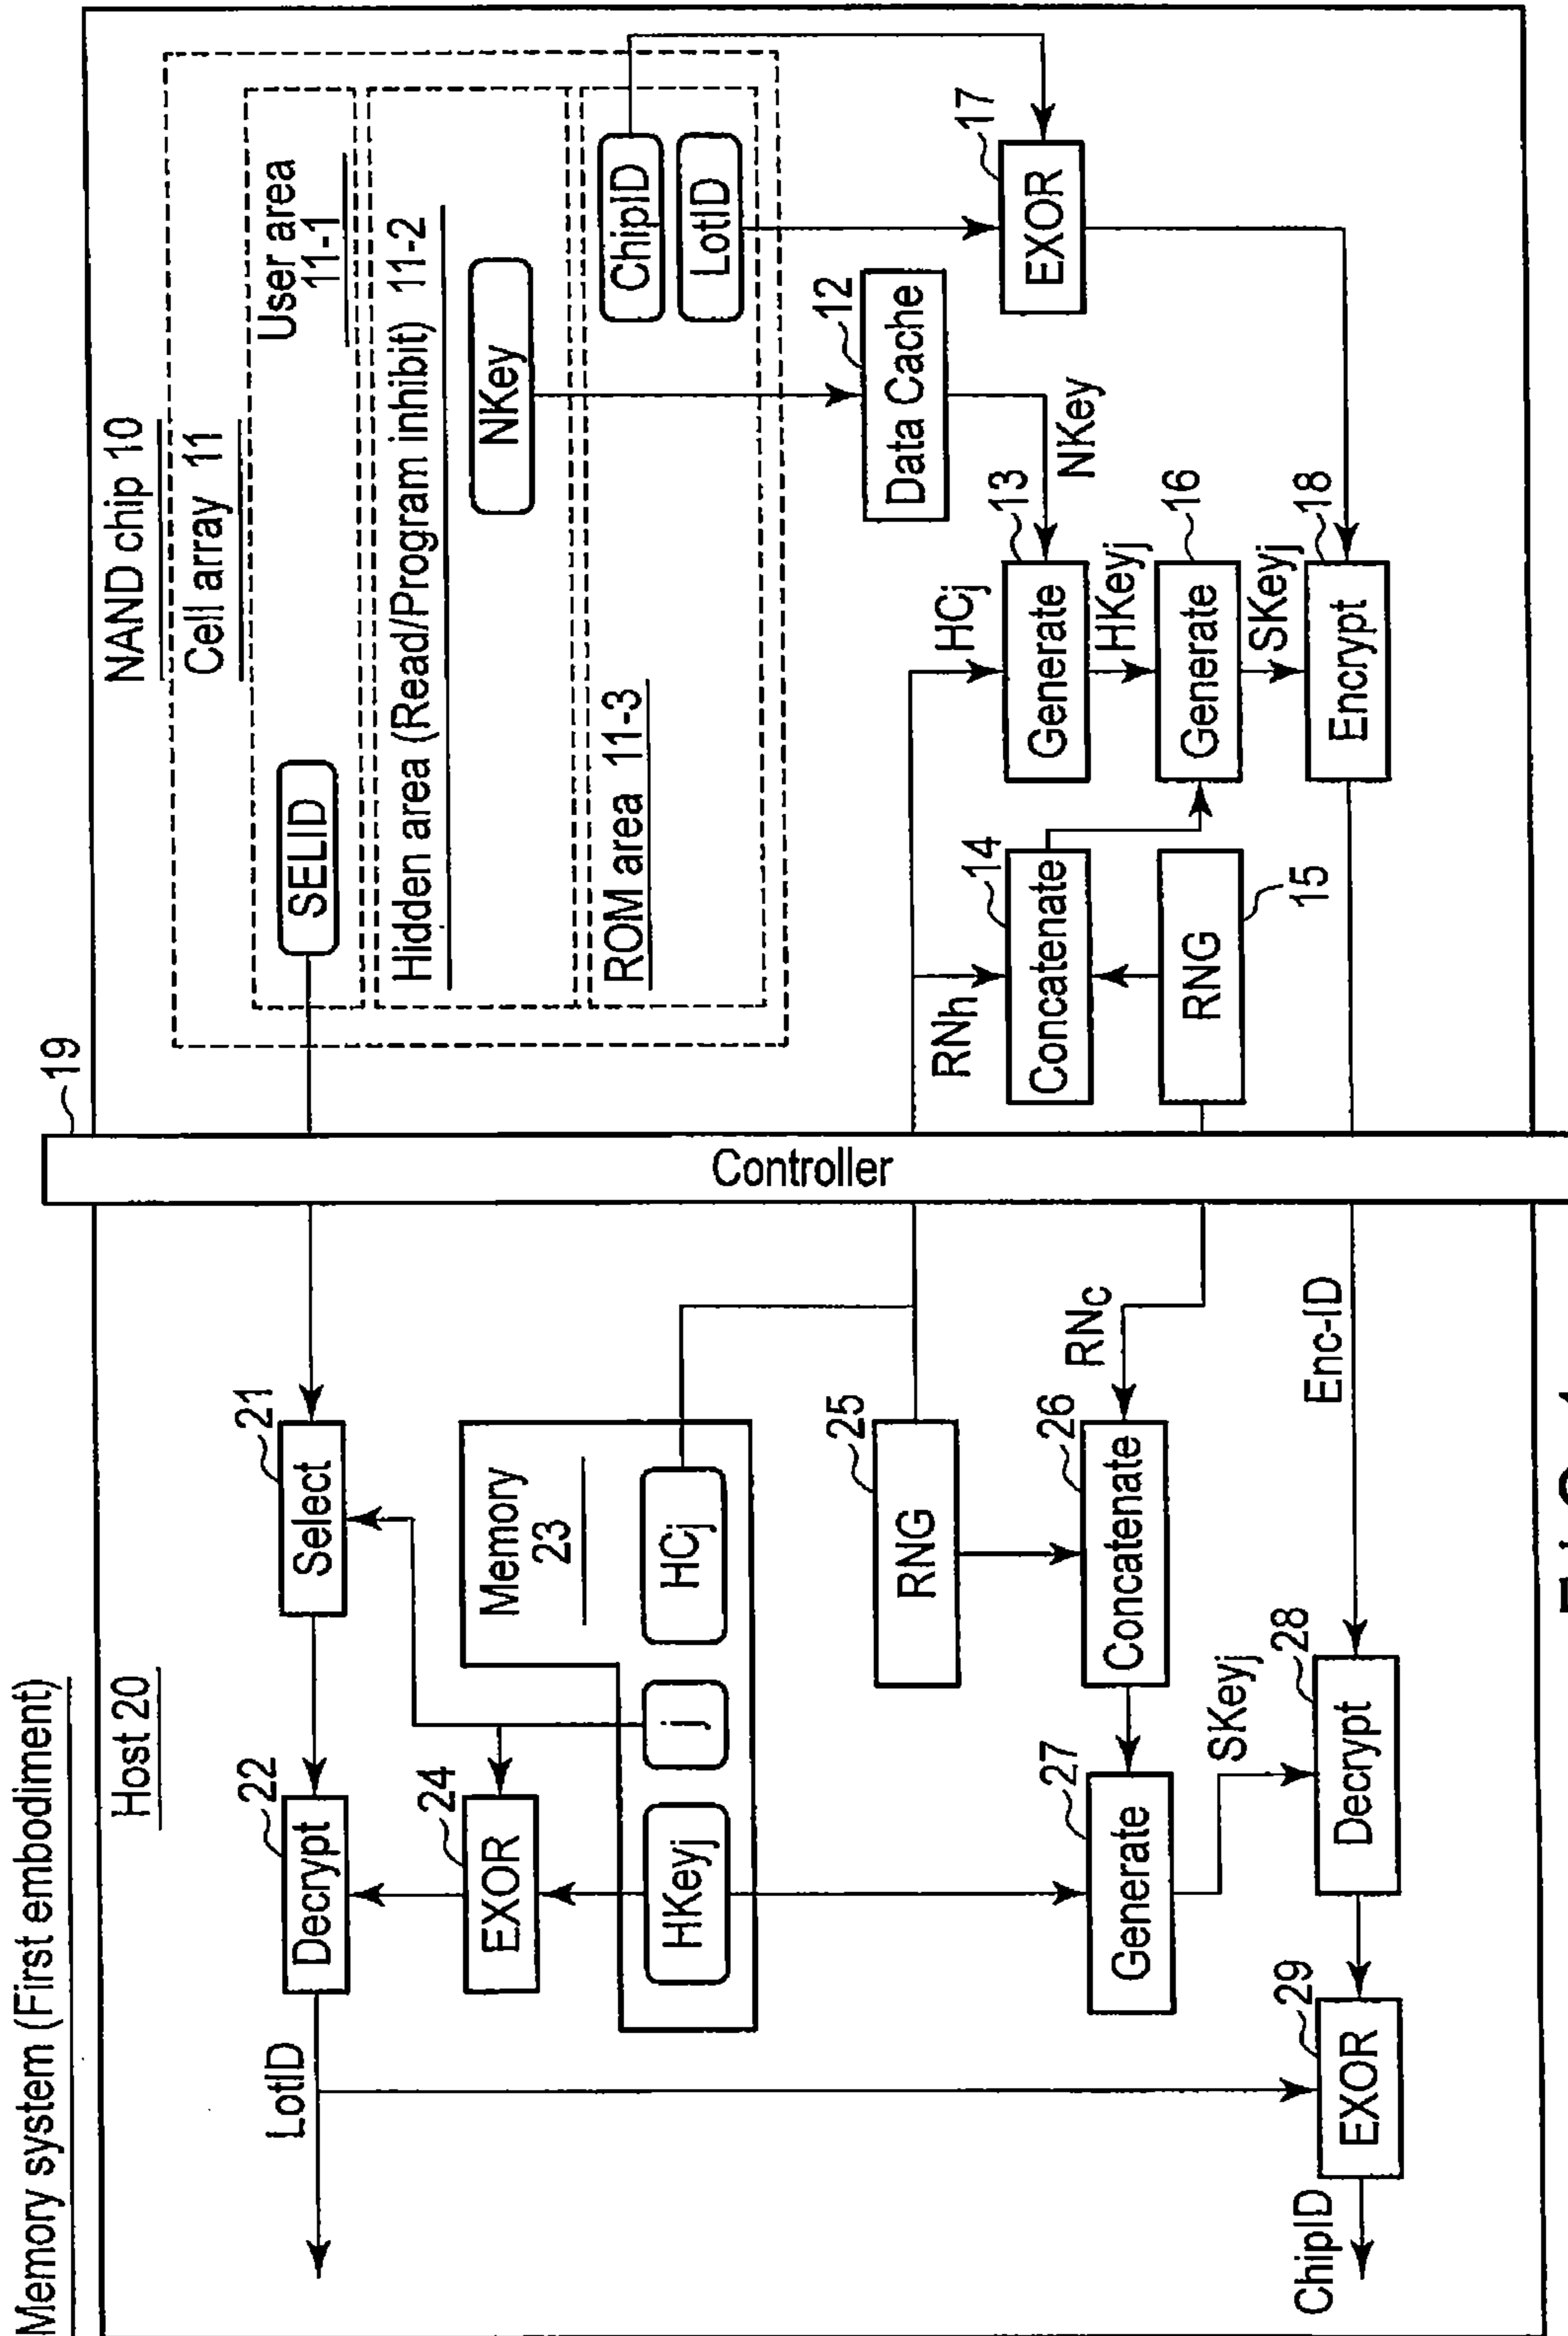 Memory system (First embodiment)
Host 20
LotID
Decrypt
22
Select
21
EXOR
24
Memory
23
HKeyj
j
HCj
RNG
25
Concatenate
26
RNc
Generate
27
SKeyj
Decrypt
28
Enc-ID
EXOR
29
ChipID
Controller
19
NAND chip 10
Cell array 11
User area
11-1
SELID
Hidden area (Read/Program inhibit) 11-2
NKey
ROM area 11-3
ChipID
LotID
Data Cache
12
NKey
HCj
Generate
13
HKeyj
RNh
Concatenate
14
RNG
15
Generate
16
SKeyj
EXOR
17
Encrypt
18